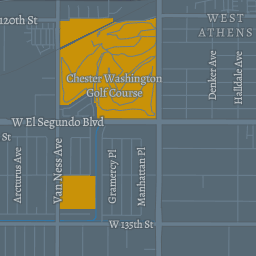 120th St
WEST
ATHENS
Chester Washington
Golf Course
Denker Ave
Halldale Ave
W El Segundo Blvd
St
Arcturus Ave
Van Ness Ave
Gramercy Pl
Manhattan Pl
W 135th St